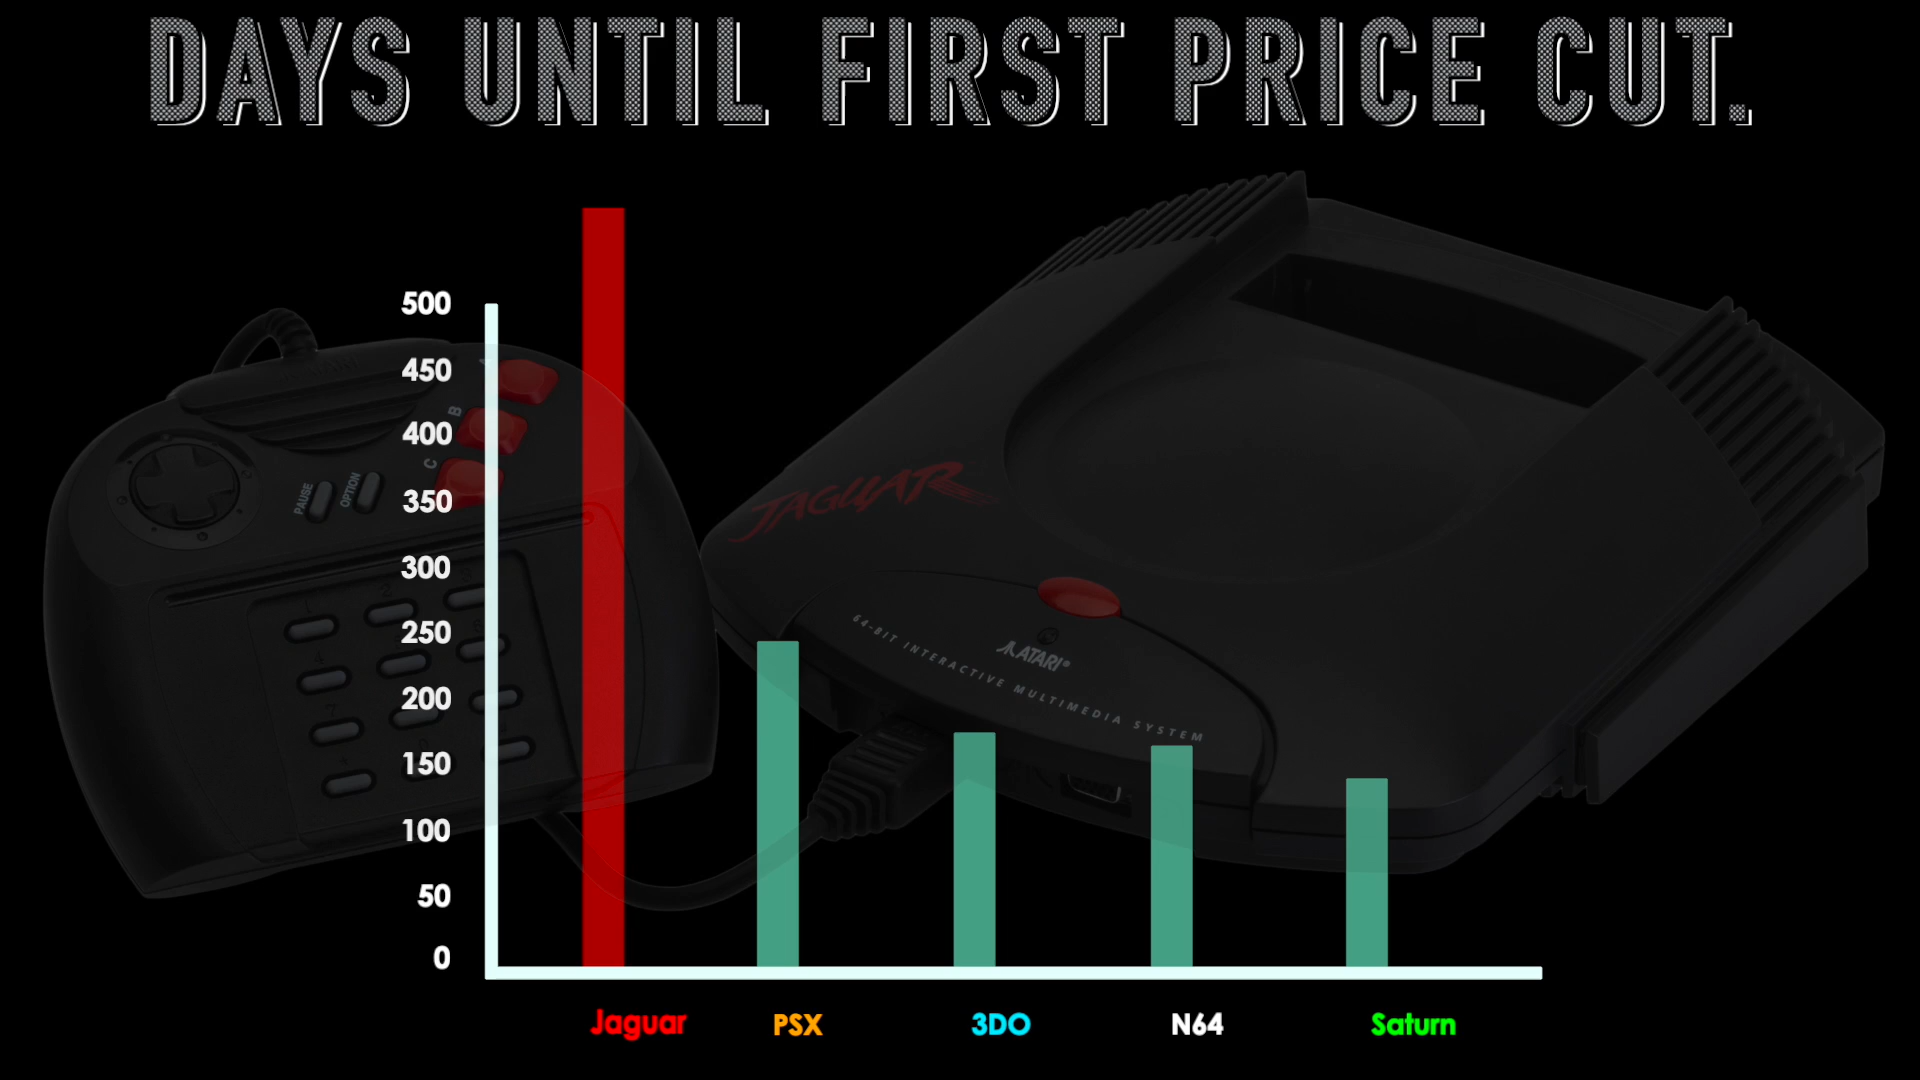 DAYS UNTIL FIRST PRICE CUT.
500
450
400
350
300
250
200
150
100
50
0
A
B
C
PAUSE
OPTION
JAGUAR
64-BIT INTERACTIVE MULTIMEDIA SYSTEM
ATARI®
Jaguar
PSX
3DO
N64
Saturn